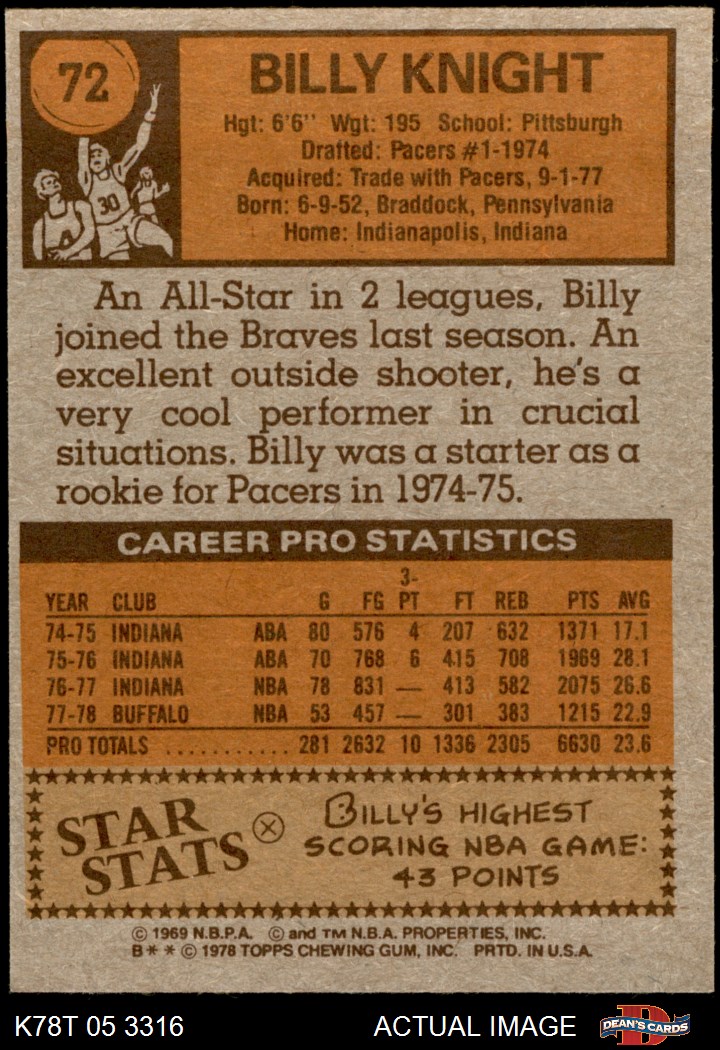 72
30
BILLY KNIGHT
Hgt: 6'6" Wgt: 195 School: Pittsburgh
Drafted: Pacers #1-1974
Acquired: Trade with Pacers, 9-1-77
Born: 6-9-52, Braddock, Pennsylvania
Home: Indianapolis, Indiana
An All-Star in 2 leagues, Billy
joined the Braves last season. An
excellent outside shooter, he's a
very cool performer in crucial
situations. Billy was a starter as a
rookie for Pacers in 1974-75.
CAREER PRO STATISTICS
YEAR CLUB G FG 3-PT FT REB PTS AVG
74-75 INDIANA ABA 80 576 4 207 632 1371 17.1
75-76 INDIANA ABA 70 768 6 415 708 1969 28.1
76-77 INDIANA NBA 78 831 — 413 582 2075 26.6
77-78 BUFFALO NBA 53 457 — 301 383 1215 22.9
PRO TOTALS ........... 281 2632 10 1336 2305 6630 23.6
STAR
STATS
BILLY'S HIGHEST
SCORING NBA GAME:
43 POINTS
© 1969 N.B.P.A. © and TM N.B.A. PROPERTIES, INC.
B** © 1978 TOPPS CHEWING GUM, INC. PRTD. IN U.S.A.
K78T 05 3316 ACTUAL IMAGE
D
DEAN'S CARDS